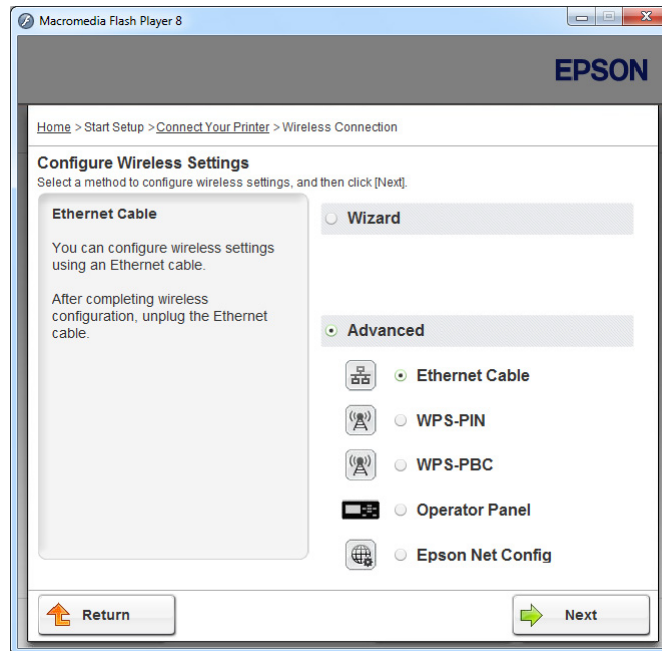 Macromedia Flash Player 8
EPSON
Home > Start Setup > Connect Your Printer > Wireless Connection
Configure Wireless Settings
Select a method to configure wireless settings, and then click [Next].
Ethernet Cable
You can configure wireless settings
using an Ethernet cable.
After completing wireless
configuration, unplug the Ethernet
cable.
Wizard
Advanced
Ethernet Cable
WPS-PIN
WPS-PBC
Operator Panel
Epson Net Config
Return
Next